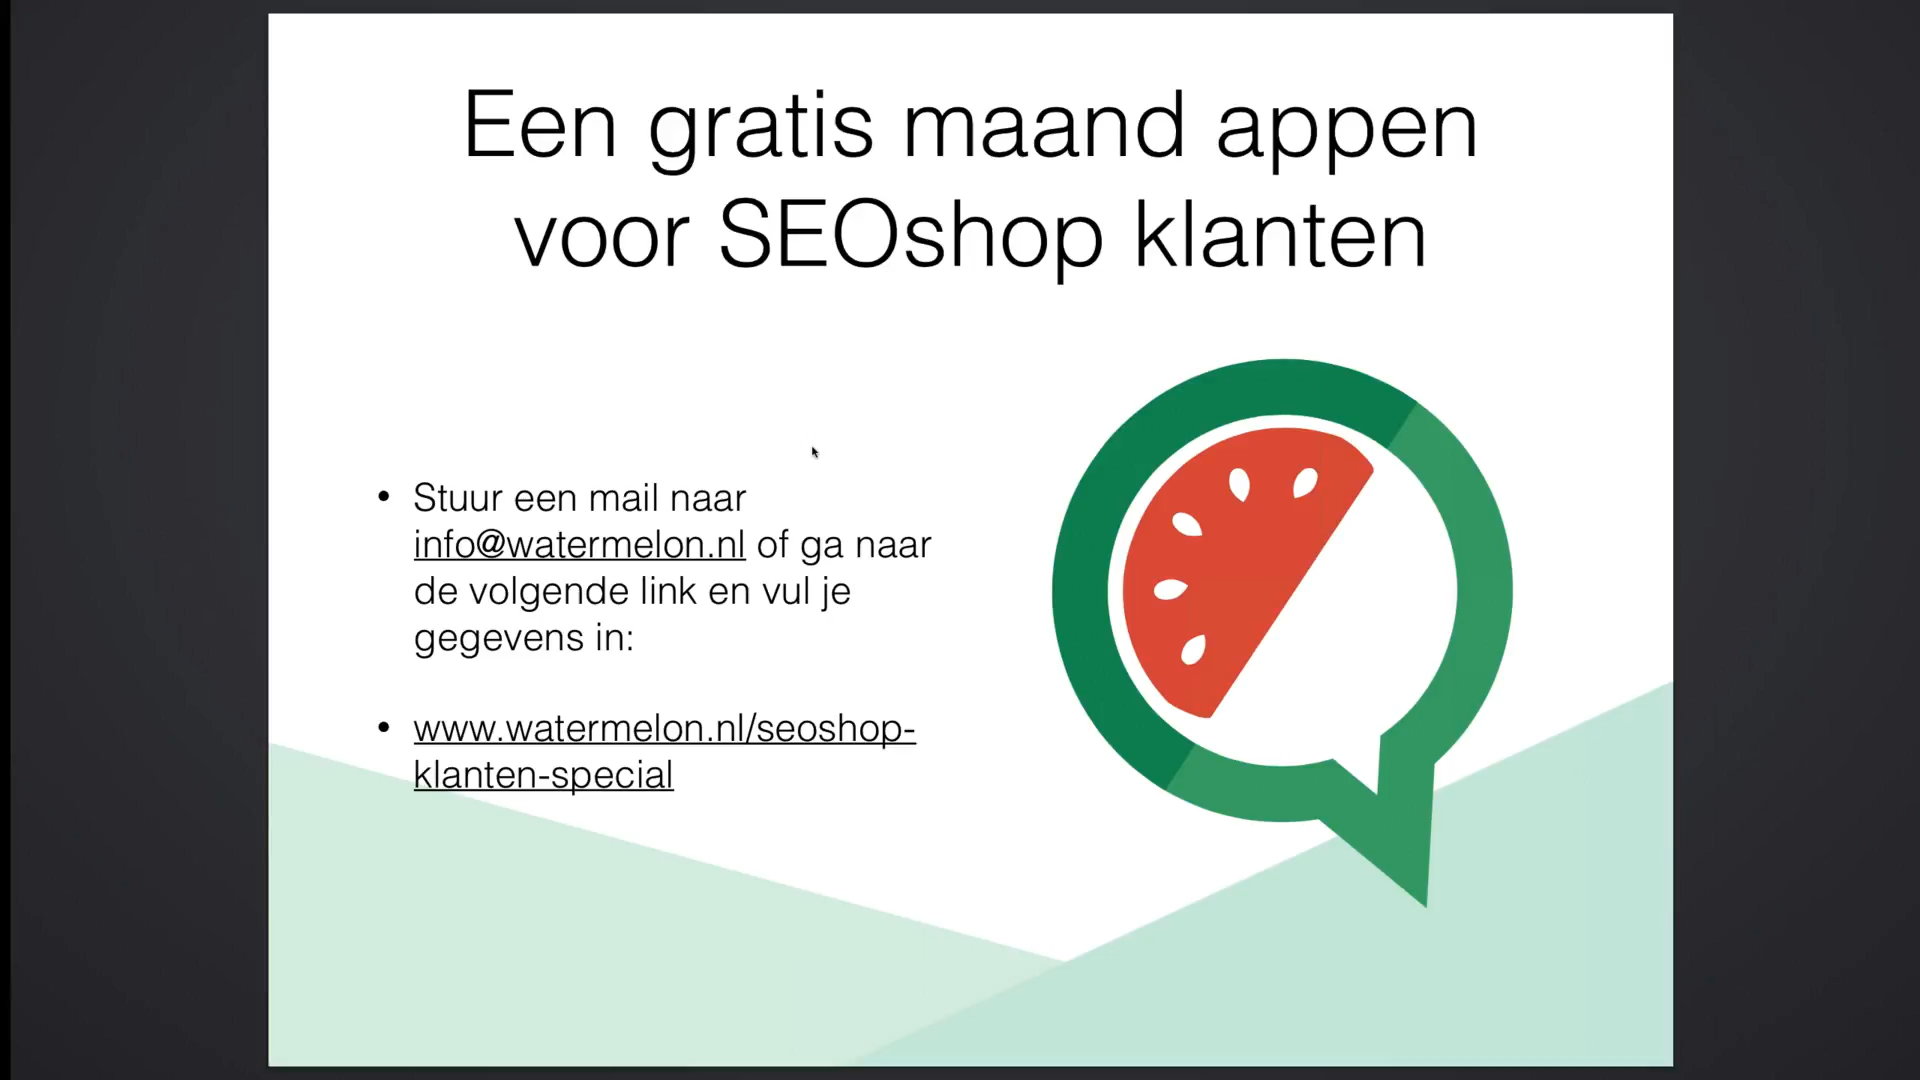 Een gratis maand appen
voor SEOshop klanten
• Stuur een mail naar
info@watermelon.nl of ga naar
de volgende link en vul je
gegevens in:
• www.watermelon.nl/seoshop-
klanten-special